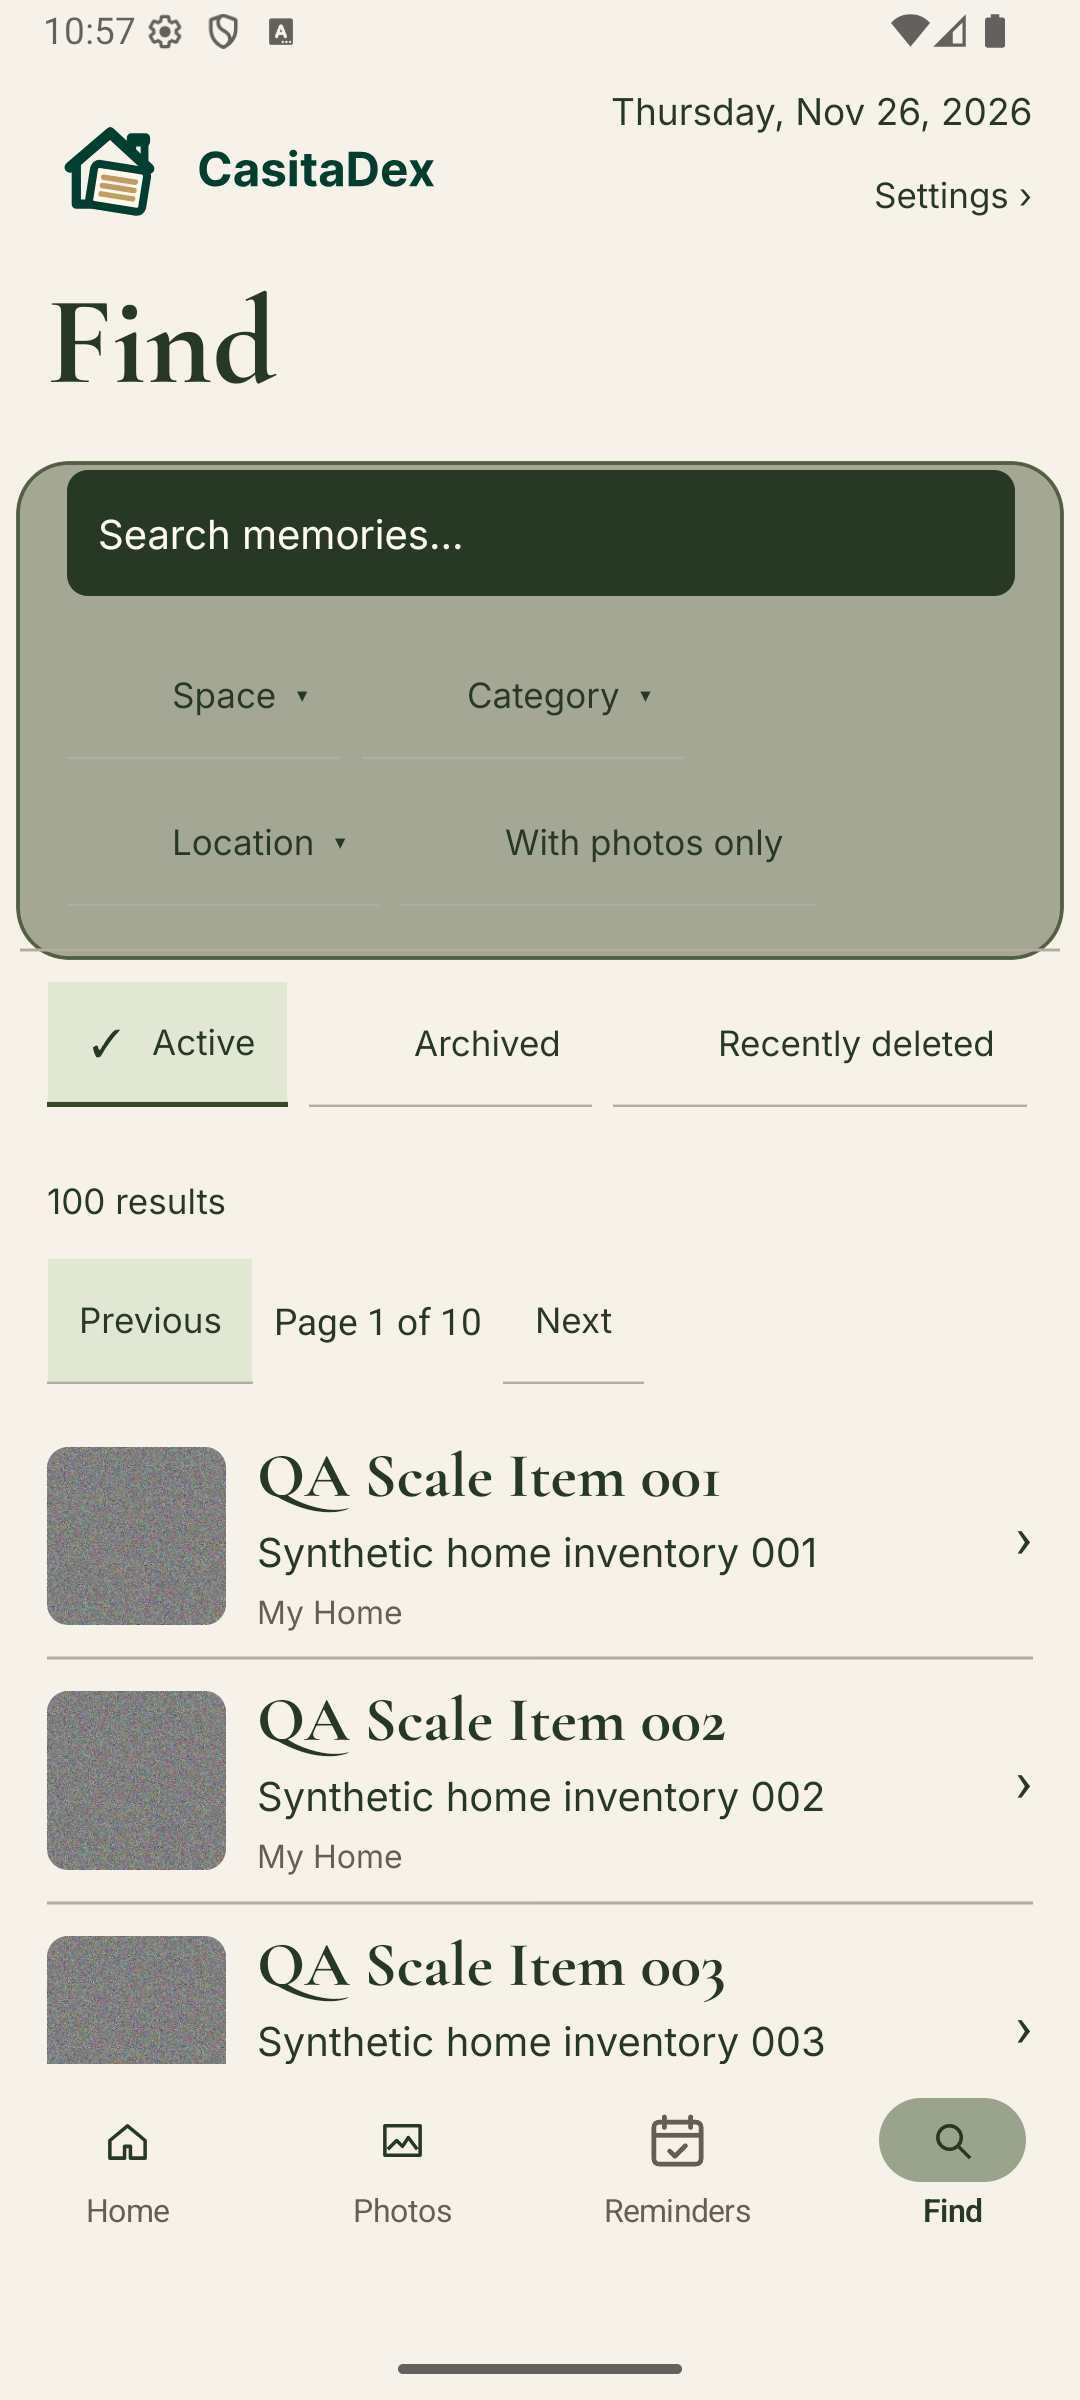 10:57
Thursday, Nov 26, 2026
CasitaDex
Settings ›
Find
Search memories...
Space ▾ Category ▾
Location ▾ With photos only
✓ Active Archived Recently deleted
100 results
Previous Page 1 of 10 Next
QA Scale Item 001
Synthetic home inventory 001
My Home
QA Scale Item 002
Synthetic home inventory 002
My Home
QA Scale Item 003
Synthetic home inventory 003
Home Photos Reminders Find